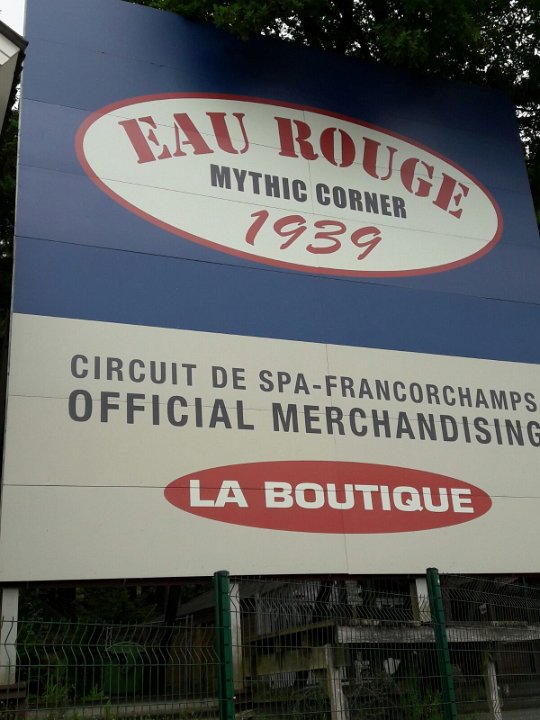 EAU ROUGE
MYTHIC CORNER
1939
CIRCUIT DE SPA-FRANCORCHAMPS
OFFICIAL MERCHANDISING
LA BOUTIQUE